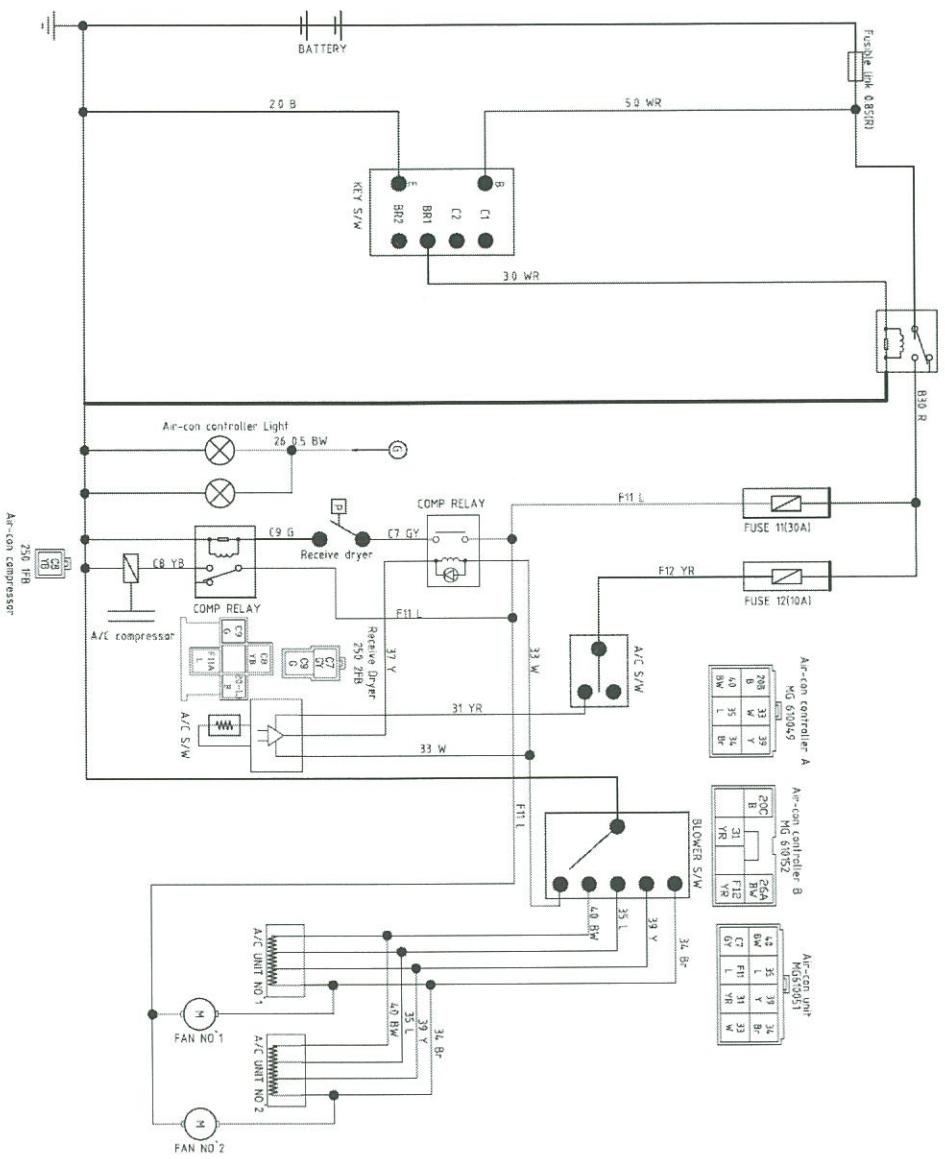 BATTERY
Fusible link 0.85(R)
20 B
50 WR
KEY S/W
E
B
BR2
BR1
C2
C1
30 WR
B30 R
Air-con controller Light
26 0.5 BW
G
COMP RELAY
F11 L
FUSE 11(30A)
P
C9 G
C7 GY
Receive dryer
F12 YR
FUSE 12(10A)
C8 YB
COMP RELAY
F11 L
A/C compressor
Air-con compressor
250 1FB
C8
YB
C9
G
C8
YB
F11A
L
B
C7
GY
C9
G
Receive Dryer
250 2FB
37 Y
33 W
A/C S/W
31 YR
33 W
A/C S/W
F11 L
BLOWER S/W
40 BW
35 L
39 Y
34 Br
Air-con controller A
MG 610049
20B
B
33
W
39
Y
40
BW
35
L
34
Br
Air-con controller B
MG 610152
20C
B
26A
BW
31
YR
F12
YR
Air-con unit
MG610051
40
BW
35
L
39
Y
34
Br
C7
GY
F11
L
31
YR
33
W
A/C UNIT NO'1
M
FAN NO'1
40 BW
35 L
39 Y
34 Br
A/C UNIT NO'2
M
FAN NO'2